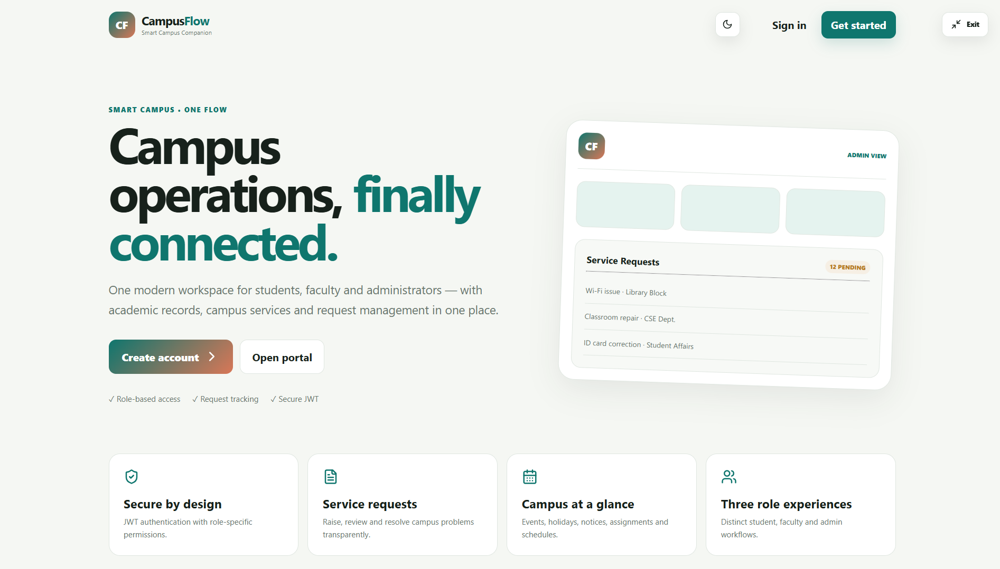 CF
CampusFlow
Smart Campus Companion
Sign in
Get started
Exit
SMART CAMPUS • ONE FLOW
Campus
operations, finally
connected.
One modern workspace for students, faculty and administrators — with
academic records, campus services and request management in one place.
Create account
Open portal
✓ Role-based access
✓ Request tracking
✓ Secure JWT
CF
ADMIN VIEW
Service Requests
12 PENDING
Wi-Fi issue · Library Block
Classroom repair · CSE Dept.
ID card correction · Student Affairs
Secure by design
JWT authentication with role-specific
permissions.
Service requests
Raise, review and resolve campus problems
transparently.
Campus at a glance
Events, holidays, notices, assignments and
schedules.
Three role experiences
Distinct student, faculty and admin
workflows.